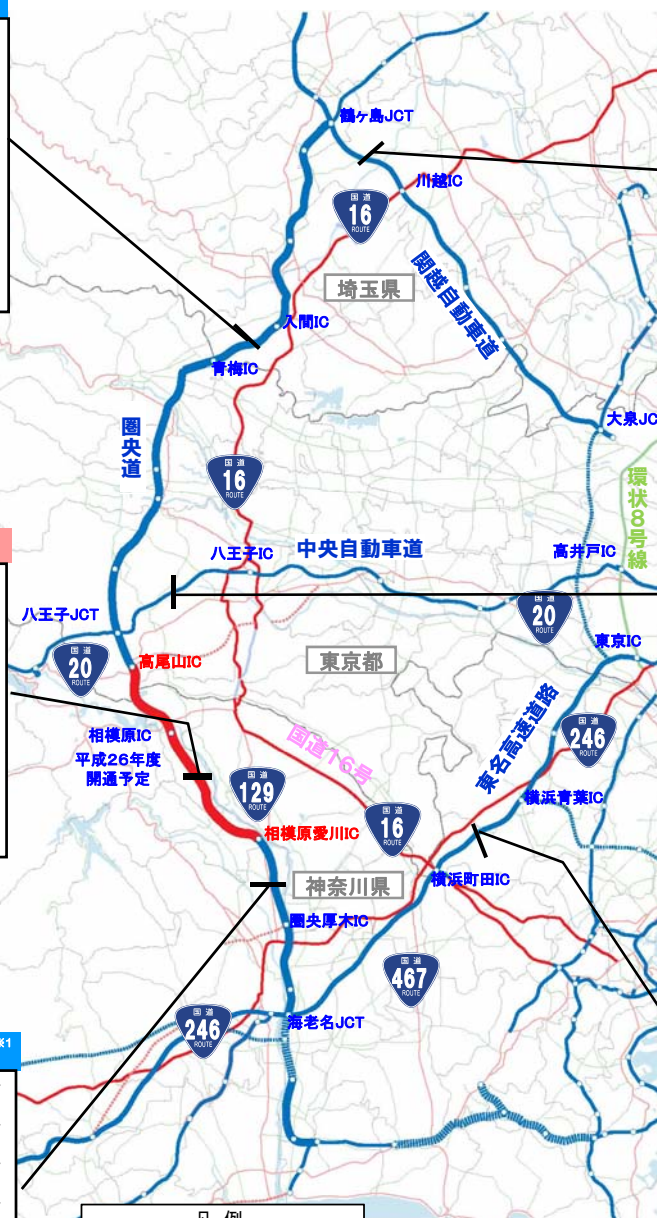 鶴ヶ島JCT
川越IC
国道
16
ROUTE
埼玉県
関越自動車道
入間IC
青梅IC
大泉JC
圏央道
国道
16
ROUTE
環状8号線
八王子IC
中央自動車道
高井戸IC
八王子JCT
国道
20
ROUTE
国道
20
ROUTE
東京IC
高尾山IC
東京都
相模原IC
平成26年度
開通予定
国道16号
東名高速道路
国道
246
ROUTE
国道
129
ROUTE
横浜青葉IC
相模原愛川IC
国道
16
ROUTE
神奈川県
横浜町田IC
圏央厚木IC
国道
467
ROUTE
国道
246
ROUTE
海老名JCT
※1
凡 例